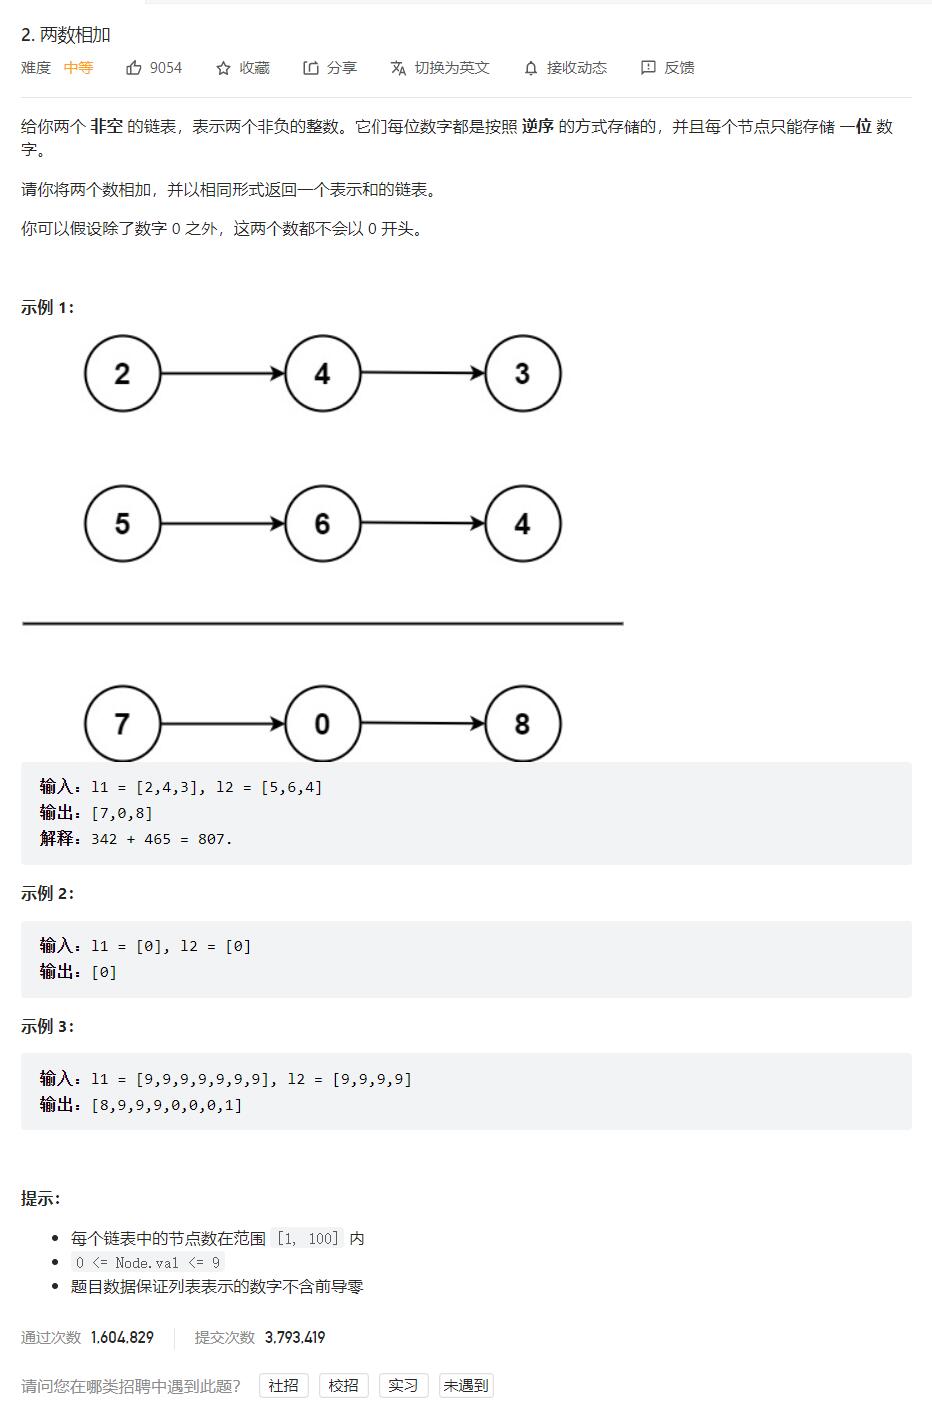 2. 两数相加
难度 中等 9054 收藏 分享 切换为英文 接收动态 反馈
给你两个 非空 的链表，表示两个非负的整数。它们每位数字都是按照 逆序 的方式存储的，并且每个节点只能存储 一位 数
字。
请你将两个数相加，并以相同形式返回一个表示和的链表。
你可以假设除了数字 0 之外，这两个数都不会以 0 开头。
示例 1：
2 4 3
5 6 4
7 0 8
输入：l1 = [2,4,3], l2 = [5,6,4]
输出：[7,0,8]
解释：342 + 465 = 807.
示例 2：
输入：l1 = [0], l2 = [0]
输出：[0]
示例 3：
输入：l1 = [9,9,9,9,9,9,9], l2 = [9,9,9,9]
输出：[8,9,9,9,0,0,0,1]
提示：
每个链表中的节点数在范围 [1, 100] 内
0 <= Node.val <= 9
题目数据保证列表表示的数字不含前导零
通过次数 1,604,829 提交次数 3,793,419
请问您在哪类招聘中遇到此题？ 社招 校招 实习 未遇到